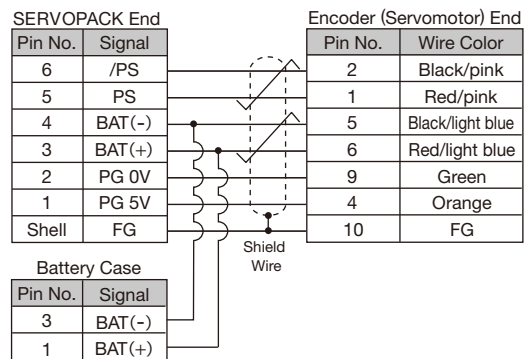 SERVOPACK End
Encoder (Servomotor) End
Pin No. Signal
Pin No. Wire Color
6 /PS
2 Black/pink
5 PS
1 Red/pink
4 BAT(-)
5 Black/light blue
3 BAT(+)
6 Red/light blue
2 PG 0V
9 Green
1 PG 5V
4 Orange
Shell FG
10 FG
Shield
Wire
Battery Case
Pin No. Signal
3 BAT(-)
1 BAT(+)